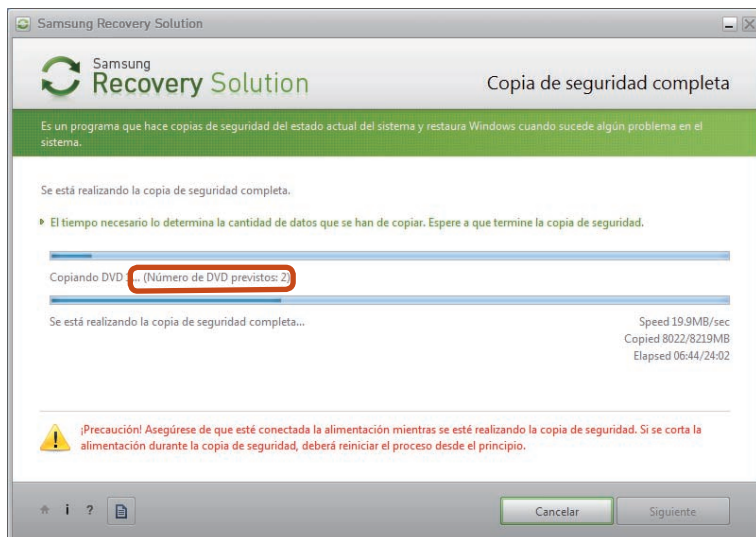 Samsung Recovery Solution
Samsung
Recovery Solution
Copia de seguridad completa
Es un programa que hace copias de seguridad del estado actual del sistema y restaura Windows cuando sucede algún problema en el
sistema.
Se está realizando la copia de seguridad completa.
El tiempo necesario lo determina la cantidad de datos que se han de copiar. Espere a que termine la copia de seguridad.
Copiando DVD ... (Número de DVD previstos: 2)
Se está realizando la copia de seguridad completa...
Speed 19.9MB/sec
Copied 8022/8219MB
Elapsed 06:44/24:02
¡Precaución! Asegúrese de que esté conectada la alimentación mientras se esté realizando la copia de seguridad. Si se corta la
alimentación durante la copia de seguridad, deberá reiniciar el proceso desde el principio.
i ?
Cancelar
Siguiente